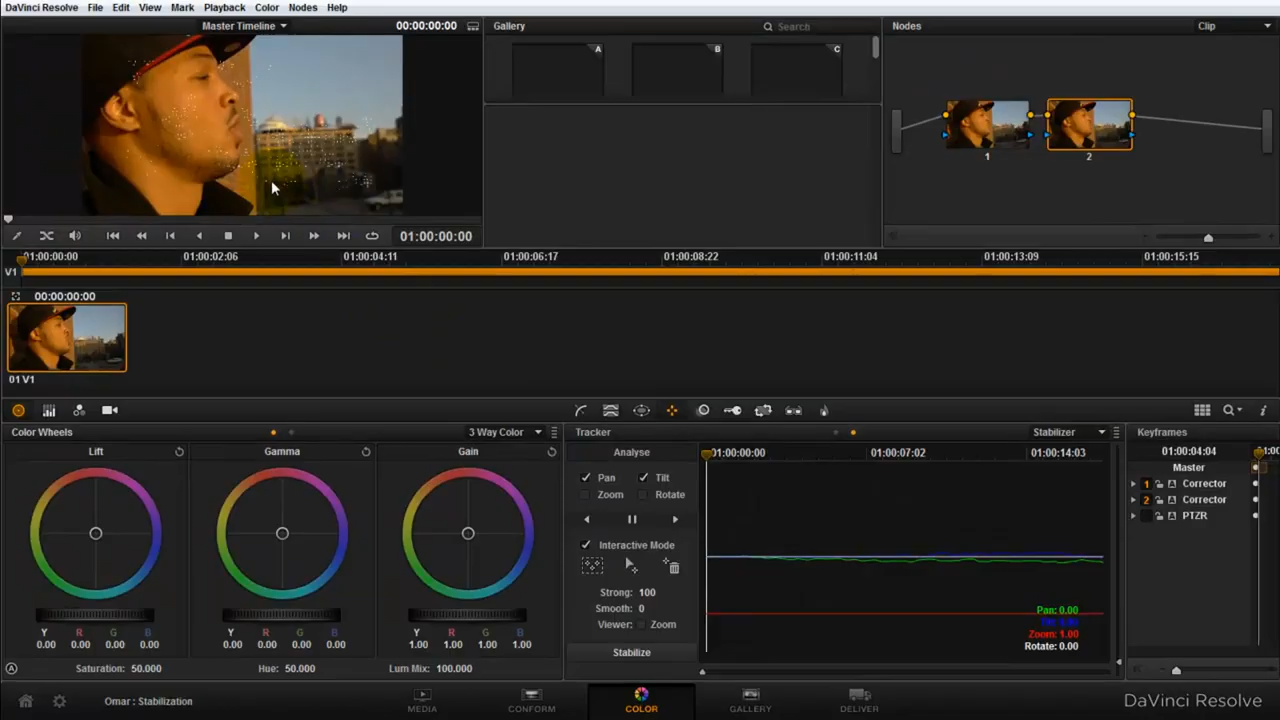 DaVinci Resolve File Edit View Mark Playback Color Nodes Help
Master Timeline 00:00:00:00
Gallery Search
A B C
Nodes Clip
1 2
01:00:00:00
01:00:00:00 01:00:02:06 01:00:04:11 01:00:06:17 01:00:08:22 01:00:11:04 01:00:13:09 01:00:15:15
V1
00:00:00:00
01 V1
Color Wheels 3 Way Color
Lift Gamma Gain
Y R G B Y R G B Y R G B
0.00 0.00 0.00 0.00 0.00 0.00 0.00 0.00 1.00 1.00 1.00 1.00
A Saturation: 50.000 Hue: 50.000 Lum Mix: 100.000
Tracker Stabilizer
Analyse
Pan Tilt
Zoom Rotate
Interactive Mode
Strong: 100
Smooth: 0
Viewer: Zoom
Stabilize
01:00:00:00 01:00:07:02 01:00:14:03
Pan: 0.00
Zoom: 1.00
Rotate: 0.00
Keyframes
01:00:04:04
Master
1 Corrector
2 Corrector
PTZR
Omar : Stabilization
MEDIA CONFORM COLOR GALLERY DELIVER
DaVinci Resolve